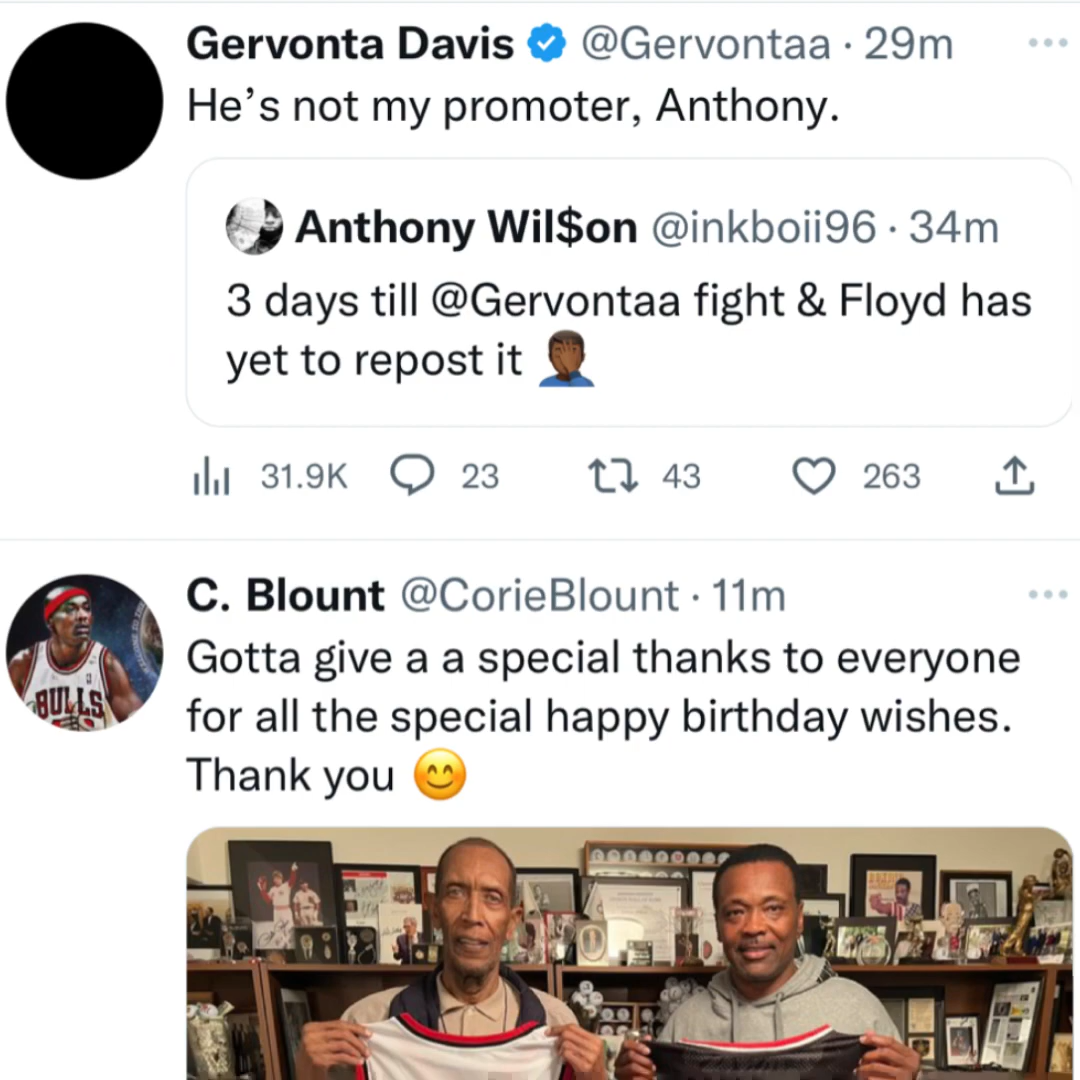 Gervonta Davis @Gervontaa · 29m
He's not my promoter, Anthony.
Anthony Wil$on @inkboii96 · 34m
3 days till @Gervontaa fight & Floyd has
yet to repost it 🤦🏾‍♂️
31.9K 23 43 263
C. Blount @CorieBlount · 11m
BULLS
Gotta give a a special thanks to everyone
for all the special happy birthday wishes.
Thank you 😊